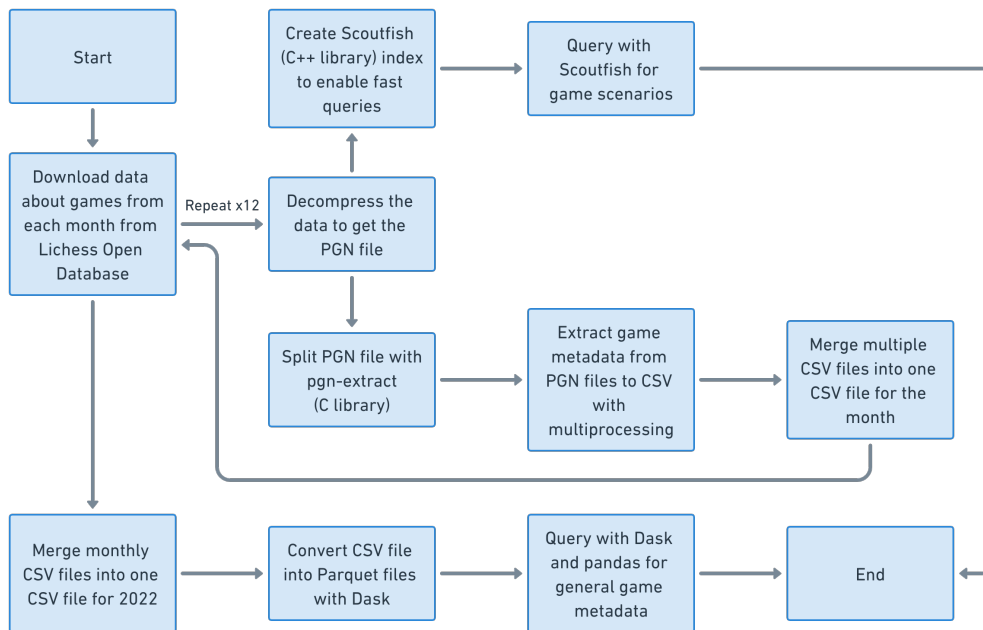 Start
Create Scoutfish
(C++ library) index
to enable fast
queries
Query with
Scoutfish for
game scenarios
Download data
about games from
each month from
Lichess Open
Database
Repeat x12
Decompress the
data to get the
PGN file
Split PGN file with
pgn-extract
(C library)
Extract game
metadata from
PGN files to CSV
with
multiprocessing
Merge multiple
CSV files into one
CSV file for the
month
Merge monthly
CSV files into one
CSV file for 2022
Convert CSV file
into Parquet files
with Dask
Query with Dask
and pandas for
general game
metadata
End